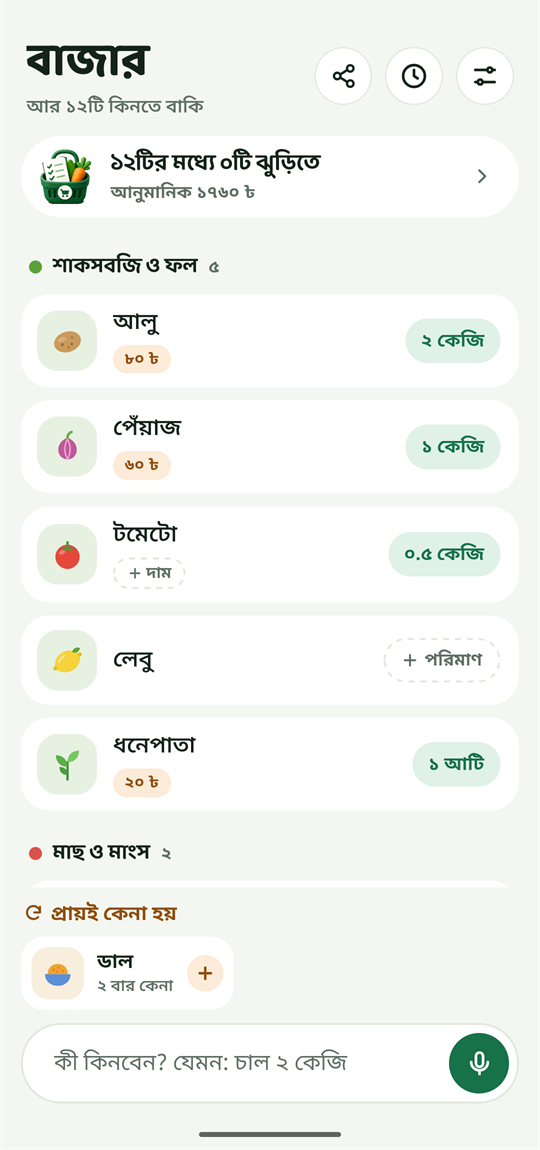 বাজার
আর ১২টি কিনতে বাকি
১২টির মধ্যে ০টি ঝুড়িতে
আনুমানিক ১৭৬০ ৳
শাকসবজি ও ফল ৫
আলু
৮০ ৳
২ কেজি
পেঁয়াজ
৬০ ৳
১ কেজি
টমেটো
+ দাম
০.৫ কেজি
লেবু
+ পরিমাণ
ধনেপাতা
২০ ৳
১ আটি
মাছ ও মাংস ২
প্রায়ই কেনা হয়
ডাল
২ বার কেনা
+
কী কিনবেন? যেমন: চাল ২ কেজি